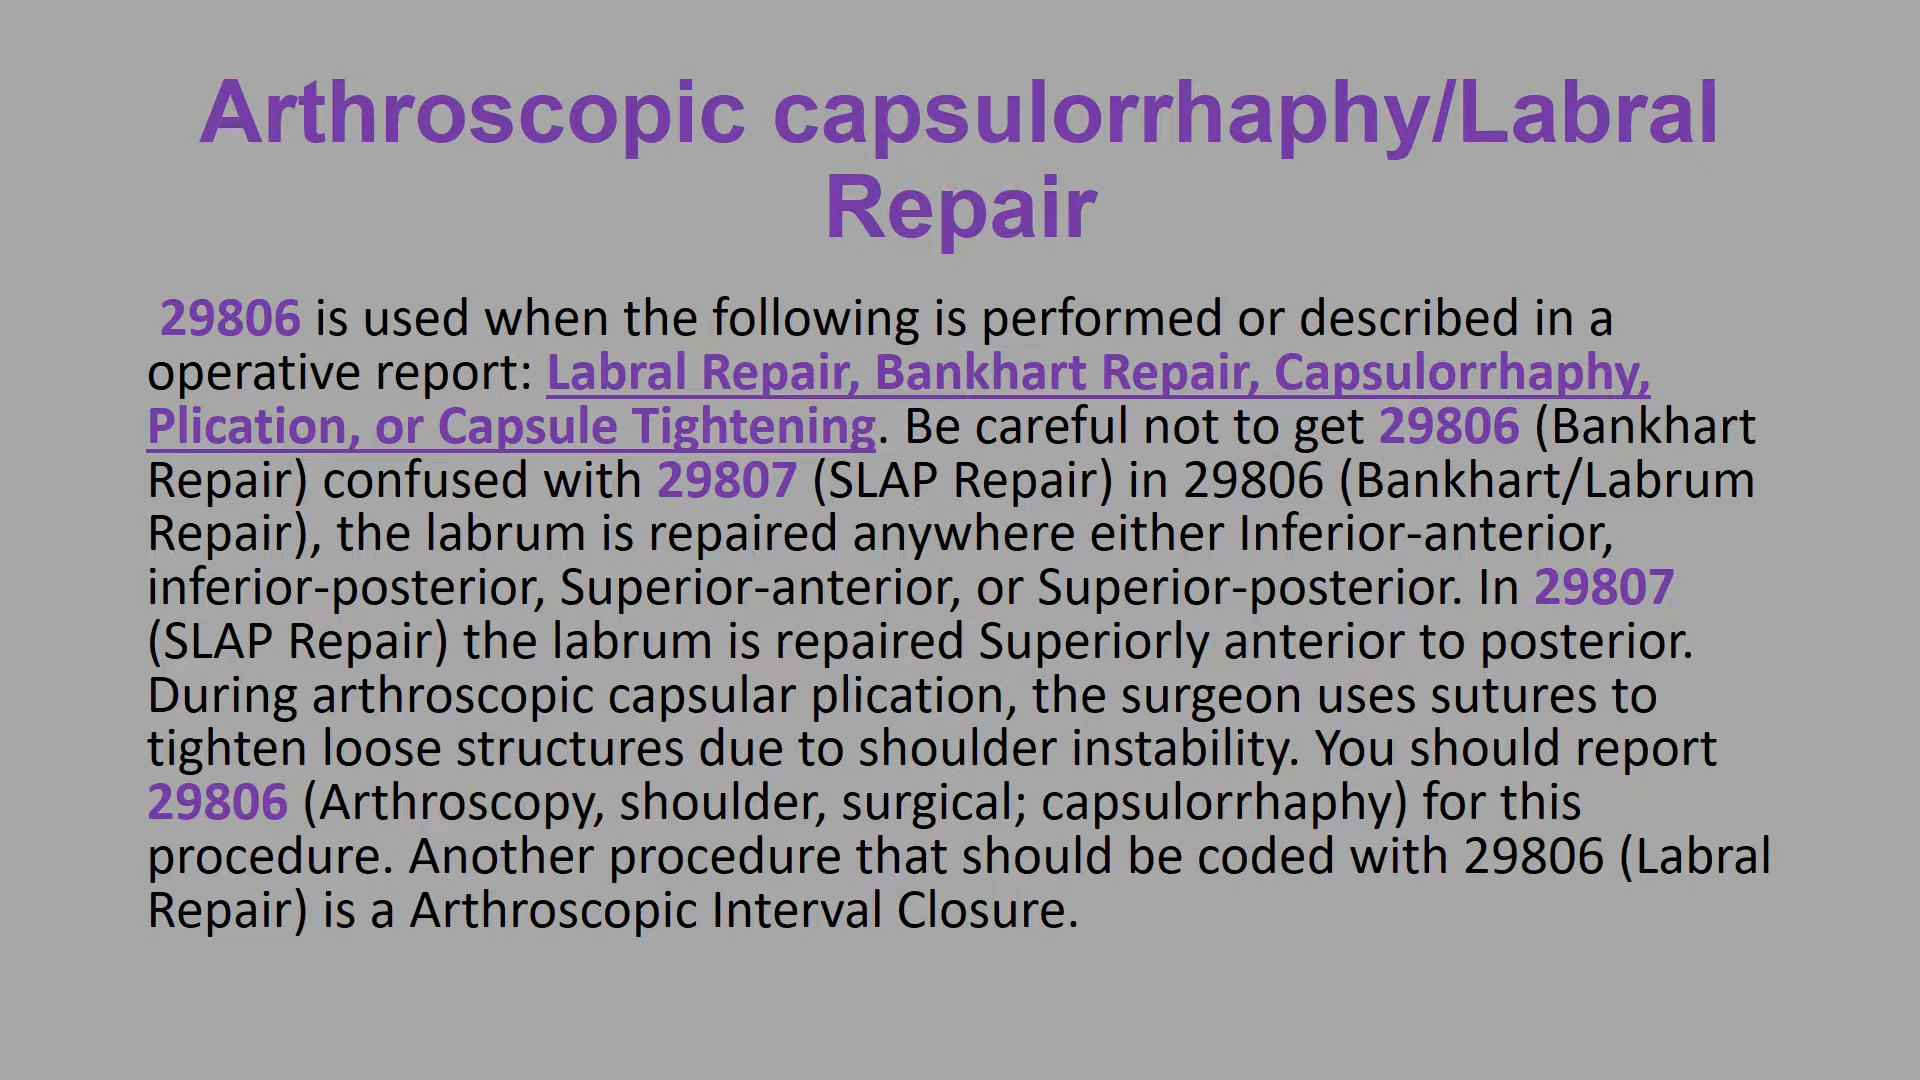 Arthroscopic capsulorrhaphy/Labral
Repair
29806 is used when the following is performed or described in a
operative report: Labral Repair, Bankhart Repair, Capsulorrhaphy,
Plication, or Capsule Tightening. Be careful not to get 29806 (Bankhart
Repair) confused with 29807 (SLAP Repair) in 29806 (Bankhart/Labrum
Repair), the labrum is repaired anywhere either Inferior-anterior,
inferior-posterior, Superior-anterior, or Superior-posterior. In 29807
(SLAP Repair) the labrum is repaired Superiorly anterior to posterior.
During arthroscopic capsular plication, the surgeon uses sutures to
tighten loose structures due to shoulder instability. You should report
29806 (Arthroscopy, shoulder, surgical; capsulorrhaphy) for this
procedure. Another procedure that should be coded with 29806 (Labral
Repair) is a Arthroscopic Interval Closure.